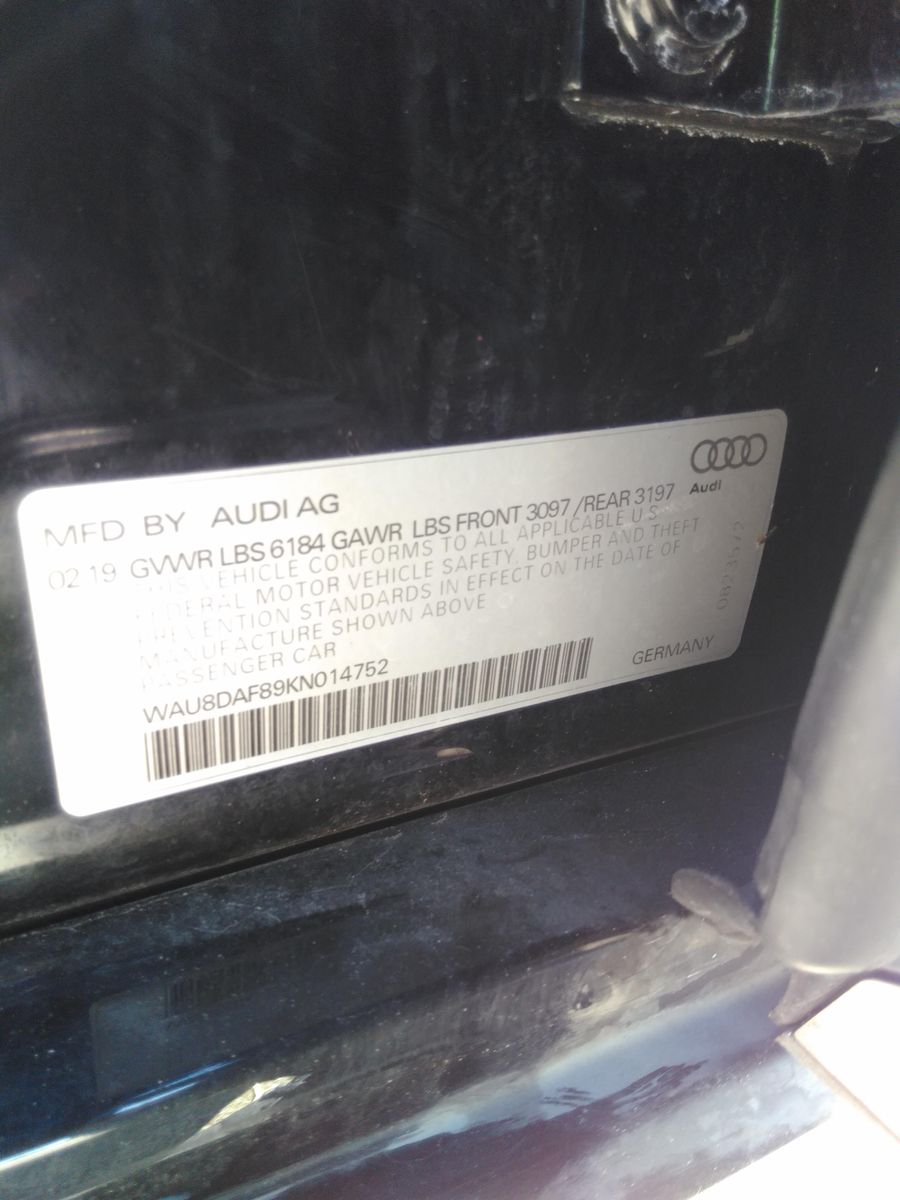 Audi
MFD BY AUDI AG
02 19 GVWR LBS 6184 GAWR LBS FRONT 3097 / REAR 3197
THIS VEHICLE CONFORMS TO ALL APPLICABLE U S
FEDERAL MOTOR VEHICLE SAFETY, BUMPER AND THEFT
PREVENTION STANDARDS IN EFFECT ON THE DATE OF
MANUFACTURE SHOWN ABOVE
PASSENGER CAR
WAU8DAF89KN014752
GERMANY